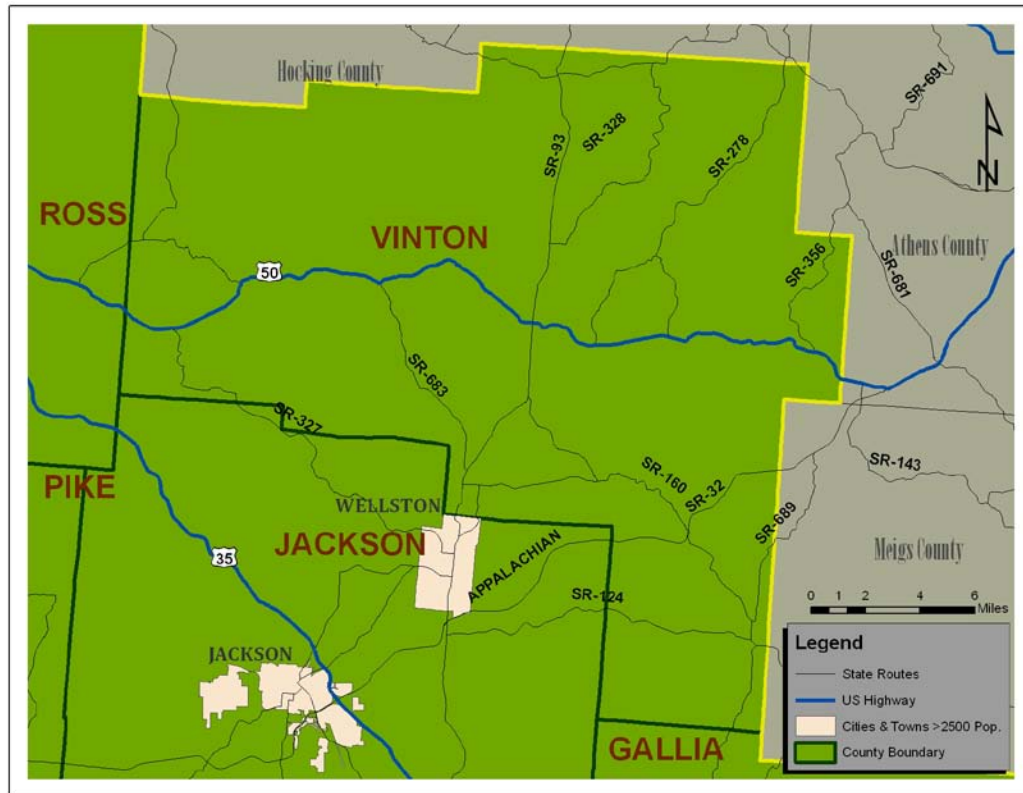 Hocking County
SR-691
SR-328
SR-93
SR-278
N
ROSS
VINTON
Athens County
SR-356
SR-681
50
SR-683
SR-327
SR-160
SR-32
SR-143
PIKE
WELLSTON
SR-689
JACKSON
Meigs County
35
APPALACHIAN
SR-124
0 1 2 4 6
Miles
Legend
State Routes
US Highway
Cities & Towns >2500 Pop.
County Boundary
JACKSON
GALLIA